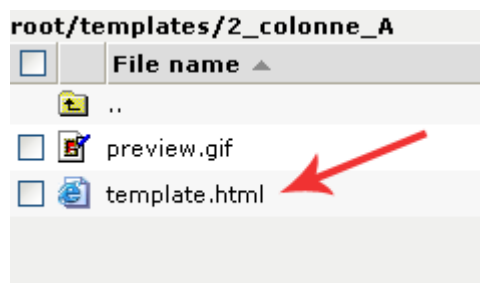 root/templates/2_colonne_A
File name
..
preview.gif
template.html